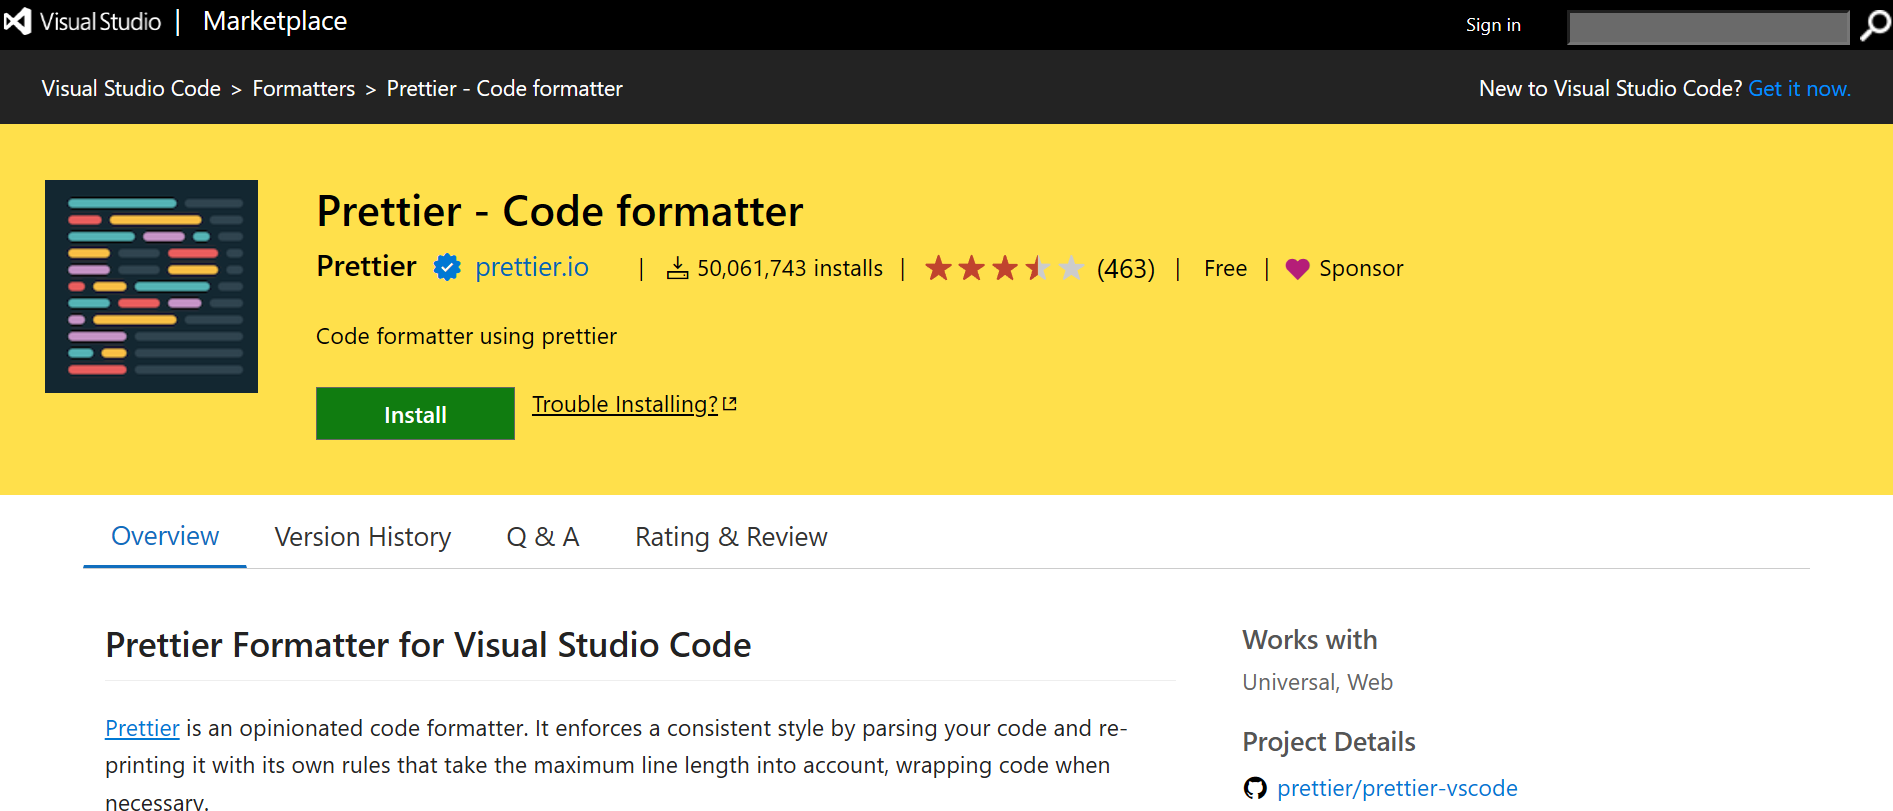 Visual Studio | Marketplace
Sign in
Visual Studio Code > Formatters > Prettier - Code formatter
New to Visual Studio Code? Get it now.
Prettier - Code formatter
Prettier prettier.io | 50,061,743 installs | (463) | Free | Sponsor
Code formatter using prettier
Install
Trouble Installing?
Overview Version History Q & A Rating & Review
Prettier Formatter for Visual Studio Code
Prettier is an opinionated code formatter. It enforces a consistent style by parsing your code and re-
printing it with its own rules that take the maximum line length into account, wrapping code when
necessary.
Works with
Universal, Web
Project Details
prettier/prettier-vscode